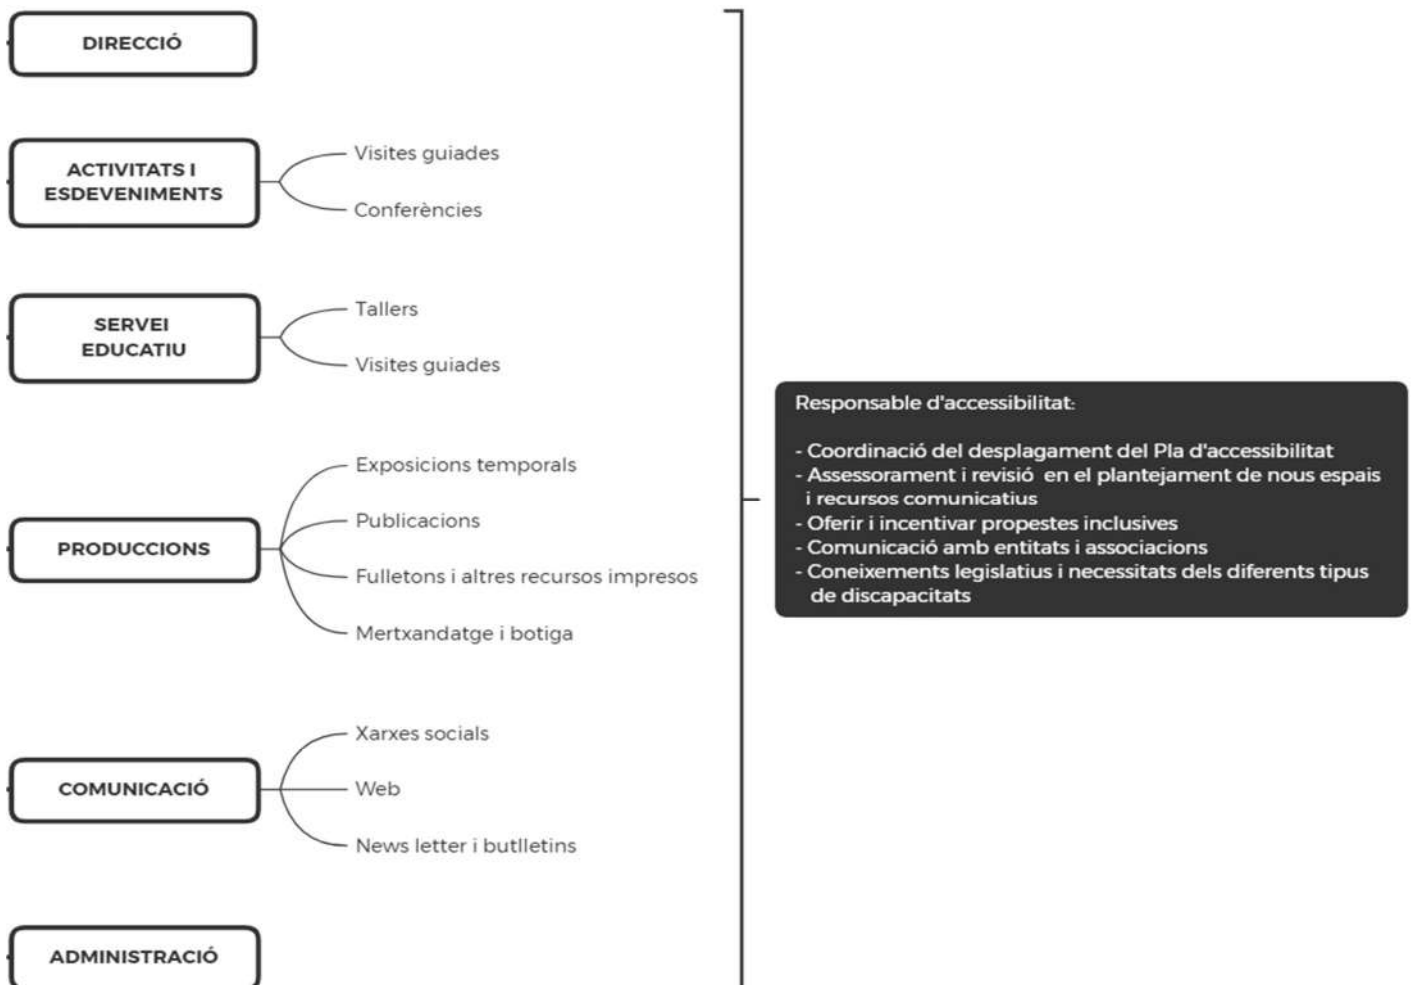 DIRECCIÓ
ACTIVITATS I
ESDEVENIMENTS
Visites guiades
Conferències
SERVEI
EDUCATIU
Tallers
Visites guiades
PRODUCCIONS
Exposicions temporals
Publicacions
Fulletons i altres recursos impresos
Mertxandatge i botiga
COMUNICACIÓ
Xarxes socials
Web
News letter i butlletins
ADMINISTRACIÓ
Responsable d'accessibilitat:
- Coordinació del desplagament del Pla d'accessibilitat
- Assessorament i revisió en el plantejament de nous espais
i recursos comunicatius
- Oferir i incentivar propestes inclusives
- Comunicació amb entitats i associacions
- Coneixements legislatius i necessitats dels diferents tipus
de discapacitats